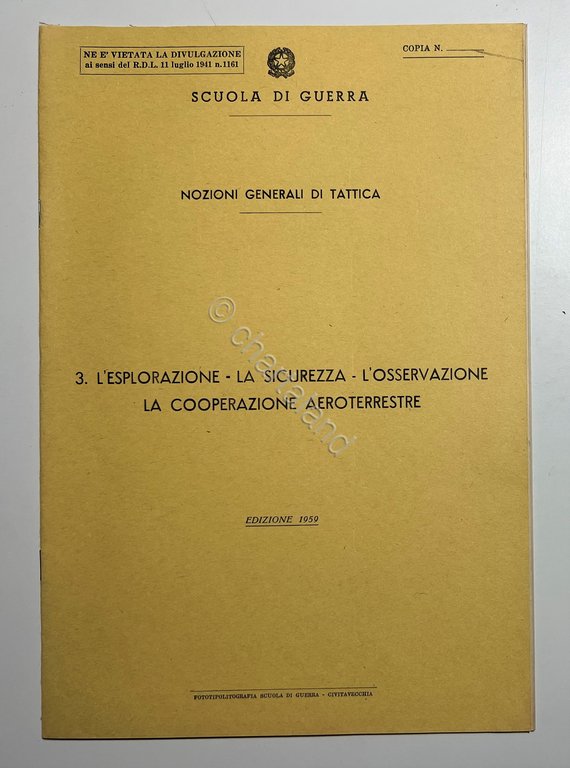 NE E' VIETATA LA DIVULGAZIONE
ai sensi del R.D.L. 11 luglio 1941 n.1161
COPIA N.
SCUOLA DI GUERRA
NOZIONI GENERALI DI TATTICA
© chegaland
3. L'ESPLORAZIONE - LA SICUREZZA - L'OSSERVAZIONE
LA COOPERAZIONE AEROTERRESTRE
EDIZIONE 1959
FOTOTIPOLITOGRAFIA SCUOLA DI GUERRA - CIVITAVECCHIA